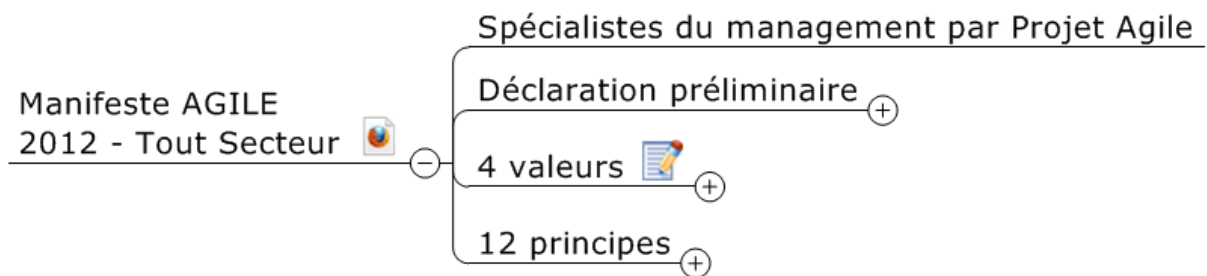 Manifeste AGILE
2012 - Tout Secteur
Spécialistes du management par Projet Agile
Déclaration préliminaire
4 valeurs
12 principes